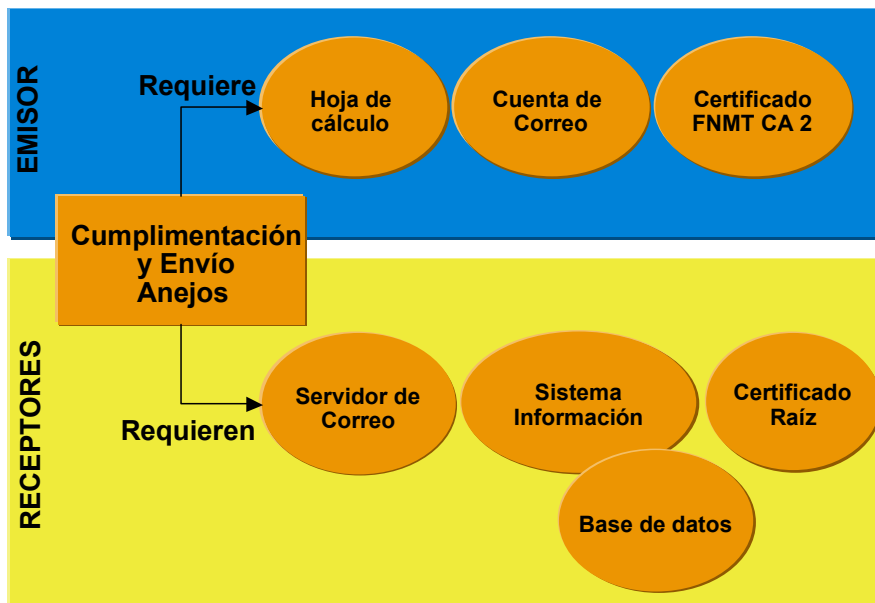 EMISOR
Requiere
Hoja de
cálculo
Cuenta de
Correo
Certificado
FNMT CA 2
Cumplimentación
y Envío
Anejos
RECEPTORES
Requieren
Servidor de
Correo
Sistema
Información
Certificado
Raíz
Base de datos